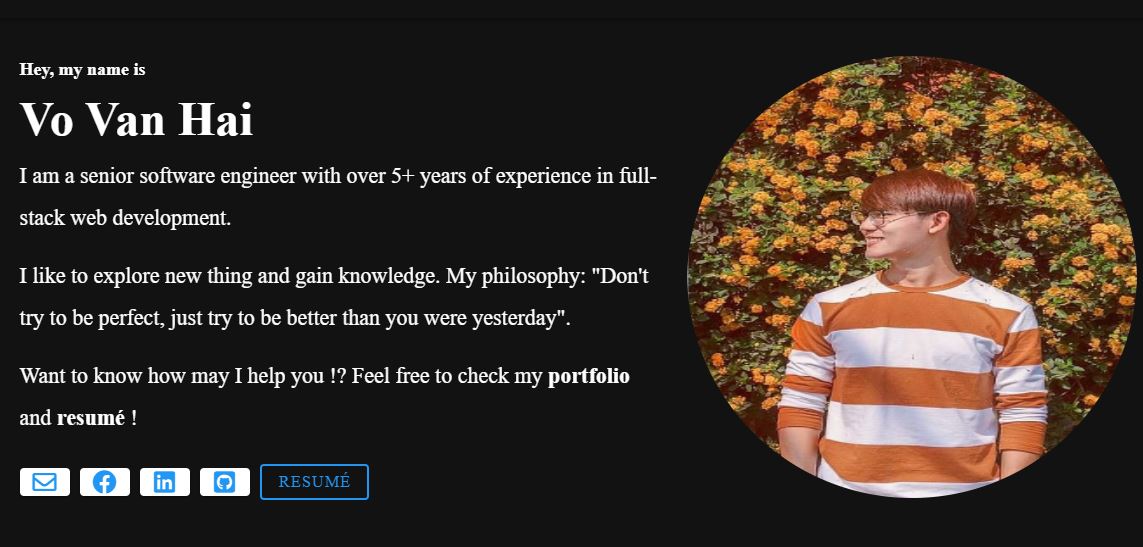 Hey, my name is
Vo Van Hai
I am a senior software engineer with over 5+ years of experience in full-
stack web development.
I like to explore new thing and gain knowledge. My philosophy: "Don't
try to be perfect, just try to be better than you were yesterday".
Want to know how may I help you !? Feel free to check my portfolio
and resumé !
RESUMÉ